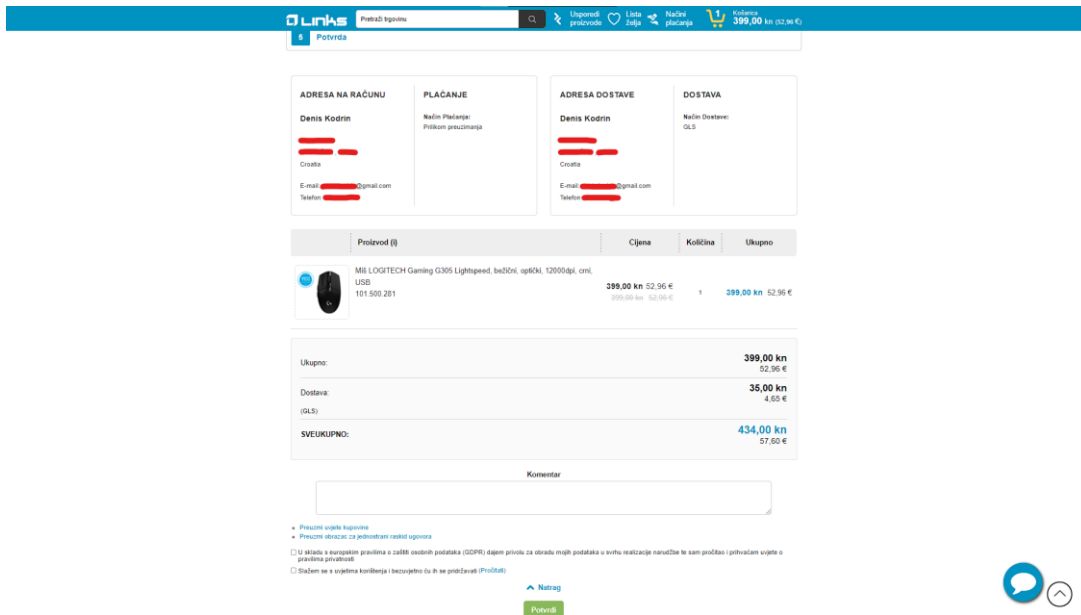 LINKS
Pretraži trgovinu
Usporedi proizvode
Lista želja
Načini plaćanja
1
Košarica
399,00 kn (52,96 €)
5 Potvrda
ADRESA NA RAČUNU
Denis Kodrin
Croatia
E-mail: @gmail.com
Telefon:
PLAĆANJE
Način Plaćanja:
Prilikom preuzimanja
ADRESA DOSTAVE
Denis Kodrin
Croatia
E-mail: @gmail.com
Telefon:
DOSTAVA
Način Dostave:
GLS
Proizvod (i) Cijena Količina Ukupno
Miš LOGITECH Gaming G305 Lightspeed, bežični, optički, 12000dpi, crni,
USB
101.500.281
399,00 kn 52,96 €
399,00 kn 52,96 €
1
399,00 kn 52,96 €
Ukupno: 399,00 kn
52,96 €
Dostava: 35,00 kn
4,65 €
(GLS)
SVEUKUPNO: 434,00 kn
57,60 €
Komentar
Preuzmi uvjete kupovine
Preuzmi obrazac za jednostrani raskid ugovora
U skladu s europskim pravilima o zaštiti osobnih podataka (GDPR) dajem privolu za obradu mojih podataka u svrhu realizacije narudžbe te sam pročitao i prihvaćam uvjete o
pravilima privatnosti
Slažem se s uvjetima korištenja i bezuvjetno ću ih se pridržavati (Pročitati)
Natrag
Potvrdi